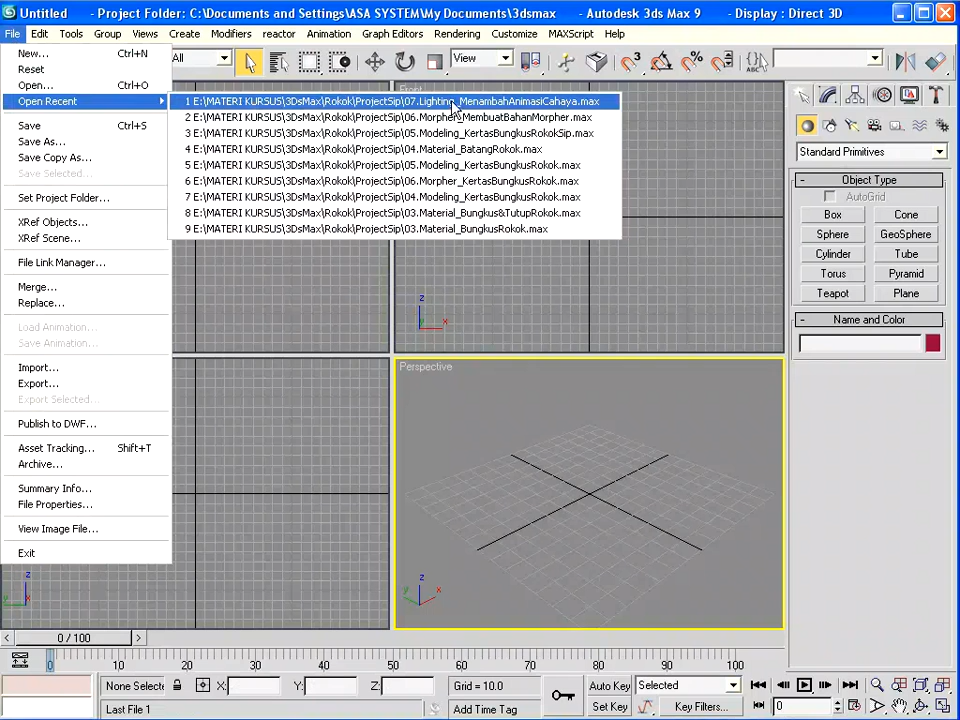 Untitled - Project Folder: C:\Documents and Settings\ASA SYSTEM\My Documents\3dsmax - Autodesk 3ds Max 9 - Display : Direct 3D
File Edit Tools Group Views Create Modifiers reactor Animation Graph Editors Rendering Customize MAXScript Help
All View
New... Ctrl+N
Reset
Open... Ctrl+O
Open Recent
Save Ctrl+S
Save As...
Save Copy As...
Save Selected...
Set Project Folder...
XRef Objects...
XRef Scene...
File Link Manager...
Merge...
Replace...
Load Animation...
Save Animation...
Import...
Export...
Export Selected...
Publish to DWF...
Asset Tracking... Shift+T
Archive...
Summary Info...
File Properties...
View Image File...
Exit
Front
1 E:\MATERI KURSUS\3DsMax\Rokok\ProjectSip\07.Lighting_MenambahAnimasiCahaya.max
2 E:\MATERI KURSUS\3DsMax\Rokok\ProjectSip\06.Morpher_MembuatBahanMorpher.max
3 E:\MATERI KURSUS\3DsMax\Rokok\ProjectSip\05.Modeling_KertasBungkusRokokSip.max
4 E:\MATERI KURSUS\3DsMax\Rokok\ProjectSip\04.Material_BatangRokok.max
5 E:\MATERI KURSUS\3DsMax\Rokok\ProjectSip\05.Modeling_KertasBungkusRokok.max
6 E:\MATERI KURSUS\3DsMax\Rokok\ProjectSip\06.Morpher_KertasBungkusRokok.max
7 E:\MATERI KURSUS\3DsMax\Rokok\ProjectSip\04.Modeling_KertasBungkusRokok.max
8 E:\MATERI KURSUS\3DsMax\Rokok\ProjectSip\03.Material_Bungkus&TutupRokok.max
9 E:\MATERI KURSUS\3DsMax\Rokok\ProjectSip\03.Material_BungkusRokok.max
z
y x
Perspective
z
y x
z
y x
Standard Primitives
- Object Type
AutoGrid
Box Cone
Sphere GeoSphere
Cylinder Tube
Torus Pyramid
Teapot Plane
- Name and Color
< 0 / 100 >
0 10 20 30 40 50 60 70 80 90 100
None Selecte X: Y: Z: Grid = 10.0 Auto Key Selected
Last File 1 Add Time Tag Set Key Key Filters... 0